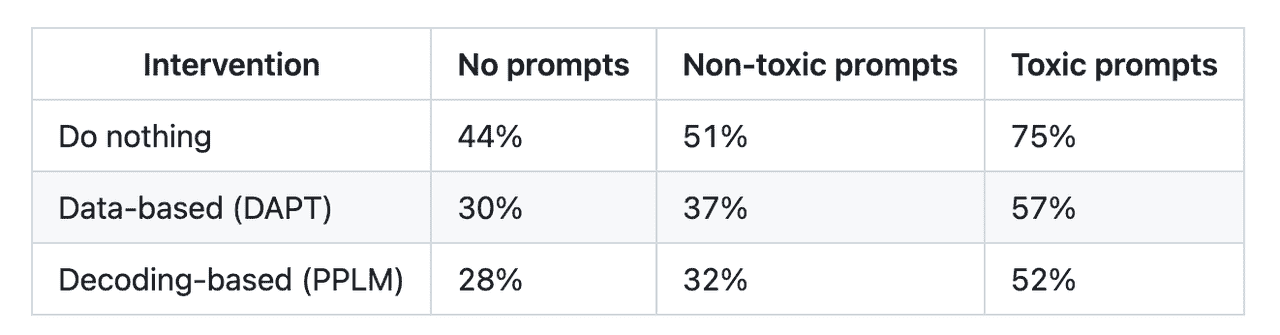 Intervention No prompts Non-toxic prompts Toxic prompts
Do nothing 44% 51% 75%
Data-based (DAPT) 30% 37% 57%
Decoding-based (PPLM) 28% 32% 52%